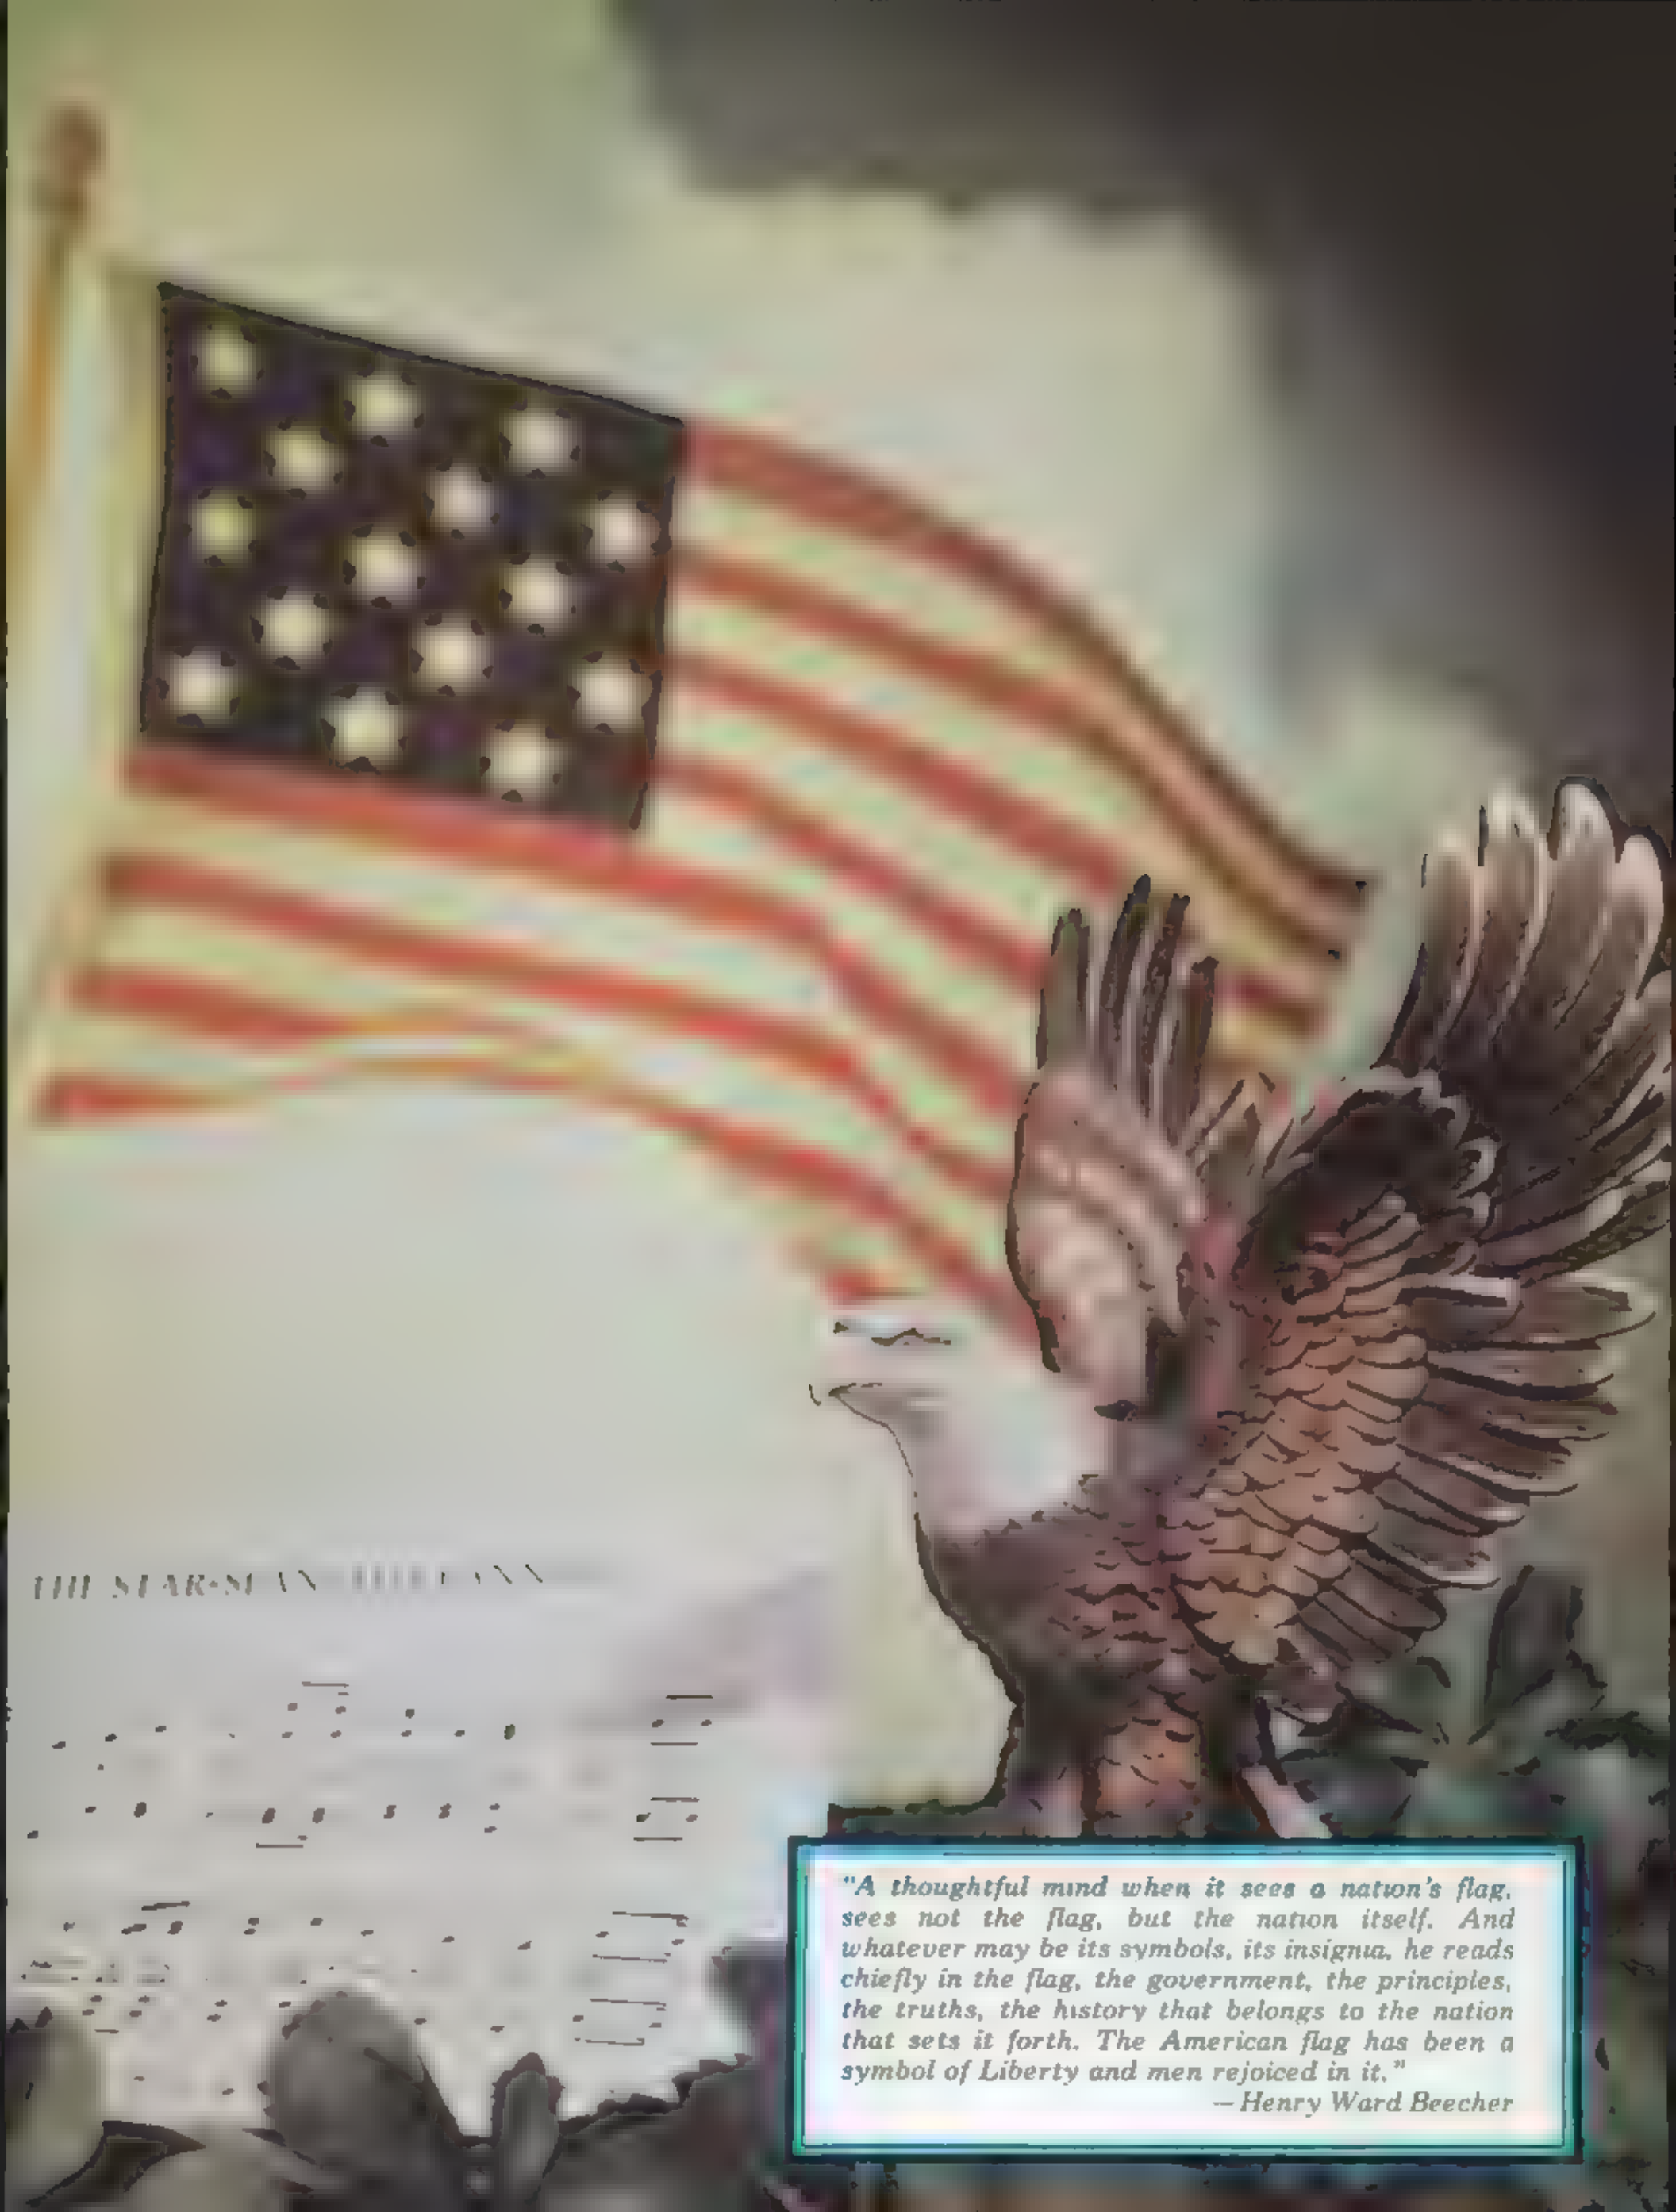 THE STAR-
"A thoughtful mind when it sees a nation's flag,
sees not the flag, but the nation itself. And
whatever may be its symbols, its insignia, he reads
chiefly in the flag, the government, the principles,
the truths, the history that belongs to the nation
that sets it forth. The American flag has been a
symbol of Liberty and men rejoiced in it."
— Henry Ward Beecher